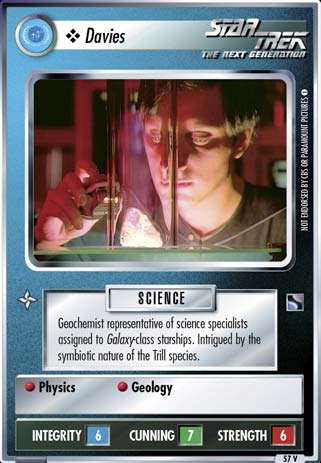 ❖ Davies
STAR TREK
THE NEXT GENERATION
NOT ENDORSED BY CBS OR PARAMOUNT PICTURES
SCIENCE
Geochemist representative of science specialists
assigned to Galaxy-class starships. Intrigued by the
symbiotic nature of the Trill species.
Physics
Geology
INTEGRITY 6 CUNNING 7 STRENGTH 6
57 V